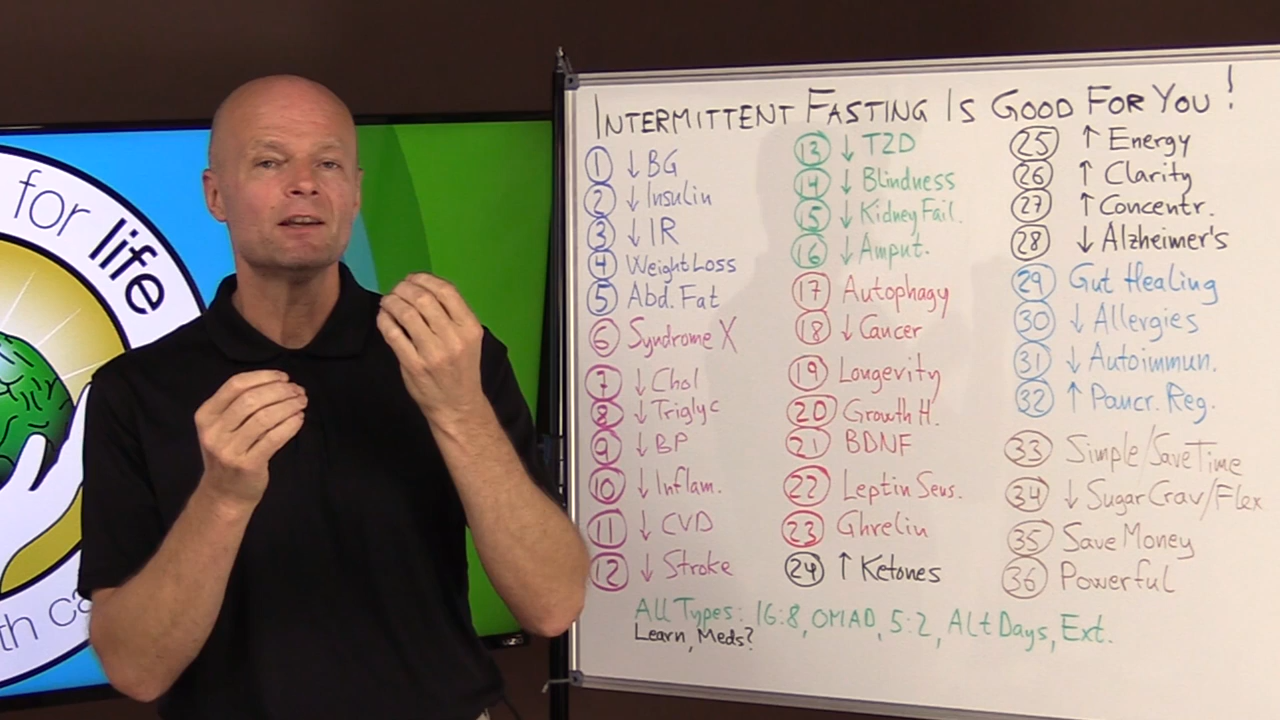 for life
th ca
INTERMITTENT FASTING IS GOOD FOR YOU!
1 ↓ BG
2 ↓ Insulin
3 ↓ IR
4 Weight Loss
5 Abd. Fat
6 Syndrome X
7 ↓ Chol
8 ↓ Triglyc
9 ↓ BP
10 ↓ Inflam.
11 ↓ CVD
12 ↓ Stroke
13 ↓ T2D
14 ↓ Blindness
15 ↓ Kidney Fail.
16 ↓ Amput.
17 Autophagy
18 ↓ Cancer
19 Longevity
20 Growth H.
21 BDNF
22 Leptin Sens.
23 Ghrelin
24 ↑ Ketones
25 ↑ Energy
26 ↑ Clarity
27 ↑ Concentr.
28 ↓ Alzheimer's
29 Gut Healing
30 ↓ Allergies
31 ↓ Autoimmun.
32 ↑ Pancr. Reg.
33 Simple/Save Time
34 ↓ Sugar Crav/Flex
35 Save Money
36 Powerful
All Types: 16:8, OMAD, 5:2, Alt Days, Ext.
Learn, Meds?